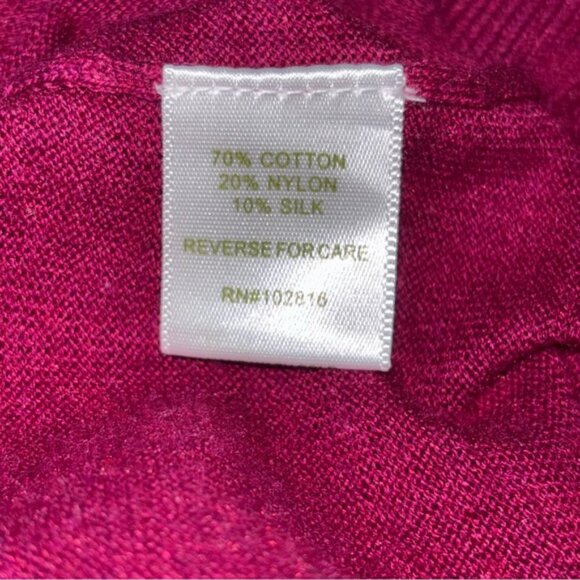 70% COTTON
20% NYLON
10% SILK
REVERSE FOR CARE
RN#102816